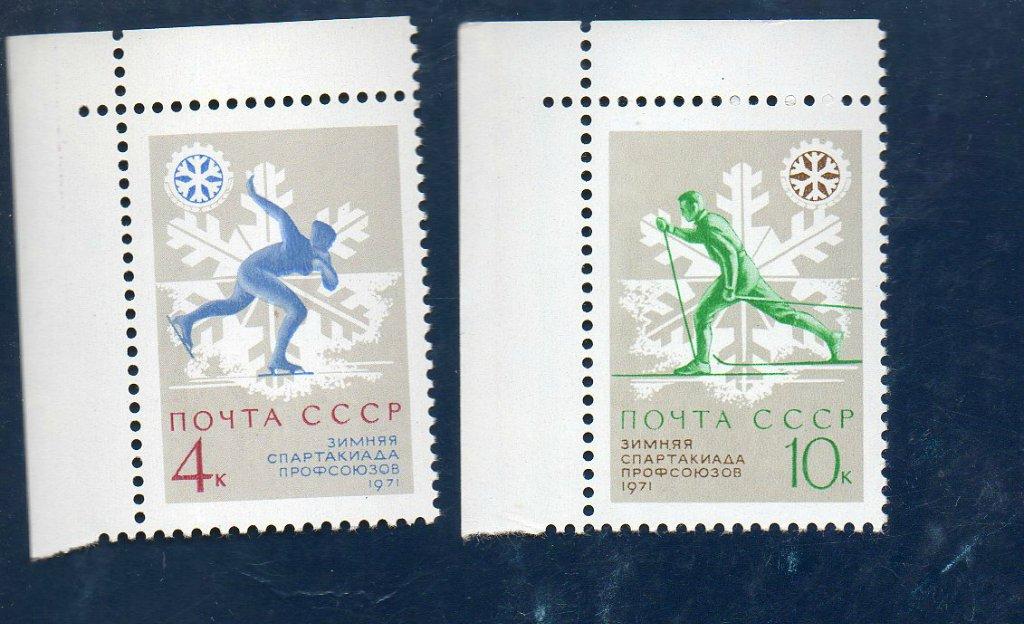 ПОЧТА СССР
4к
ЗИМНЯЯ
СПАРТАКИАДА
ПРОФСОЮЗОВ
1971
ПОЧТА СССР
ЗИМНЯЯ
СПАРТАКИАДА
ПРОФСОЮЗОВ
1971
10к